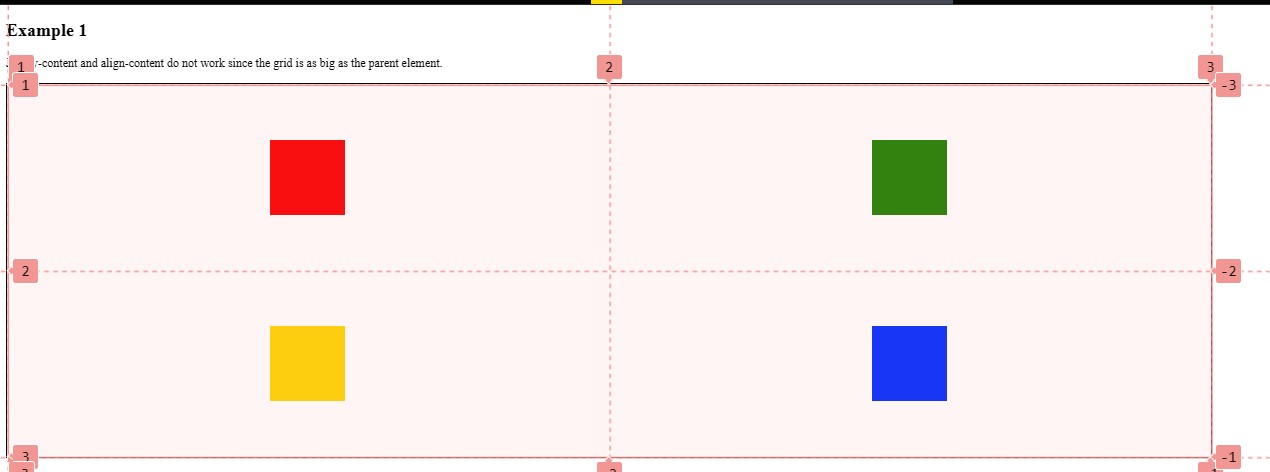 Example 1
-content and align-content do not work since the grid is as big as the parent element.
1 2 3
1 -3
2 -2
3 -1